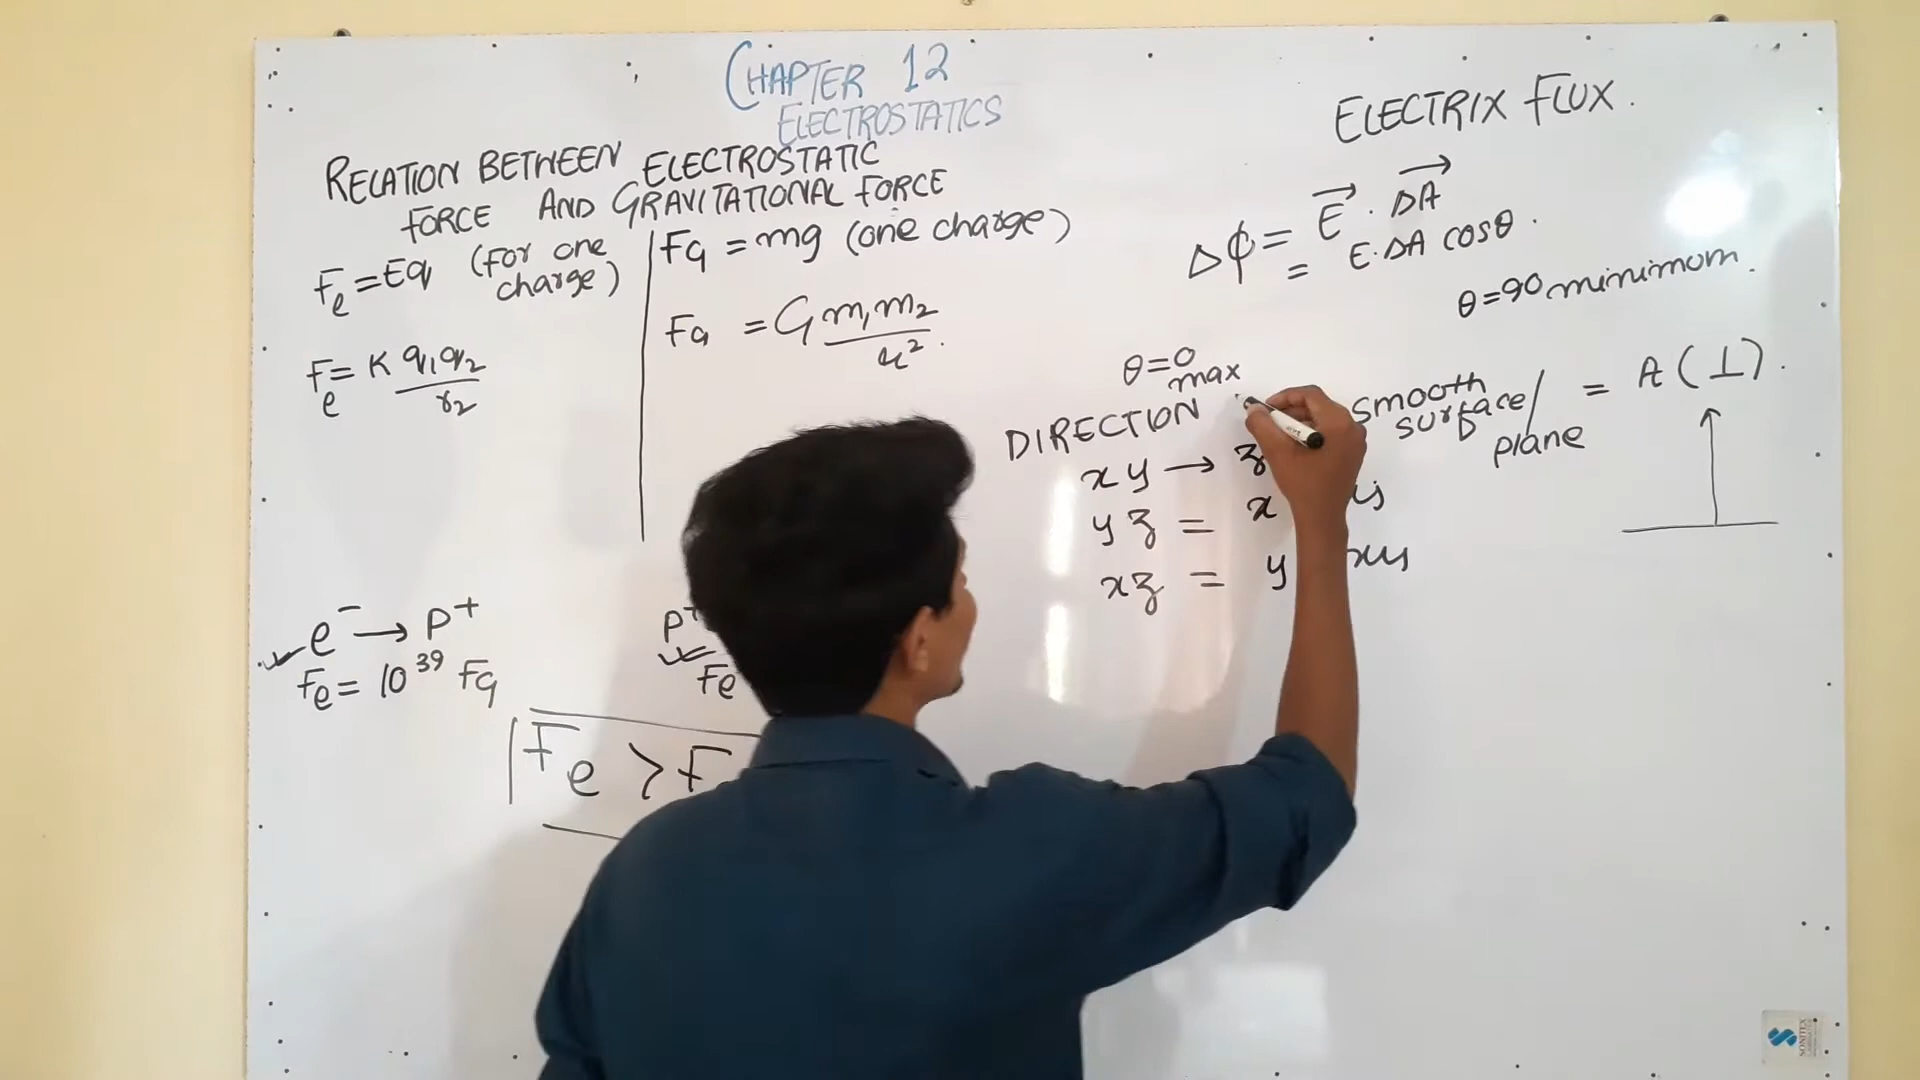 CHAPTER 12
ELECTROSTATICS
RELATION BETWEEN ELECTROSTATIC
FORCE AND GRAVITATIONAL FORCE
Fe = Eq (for one
charge)
Fe = K q₁q₂ / r₂
Fg = mg (one charge)
Fg = G m₁m₂ / r².
e⁻ → P⁺
Fe = 10³⁹ Fg
P⁺
Fe
Fe > F
ELECTRIX FLUX.
Δφ = E⃗ · ΔA⃗
= E·ΔA cosθ.
θ=90 minimum.
θ=0
max
DIRECTION
smooth
surface/
plane
= A (⊥).
xy → z
yz = x
xz = y
xy
SONITEX